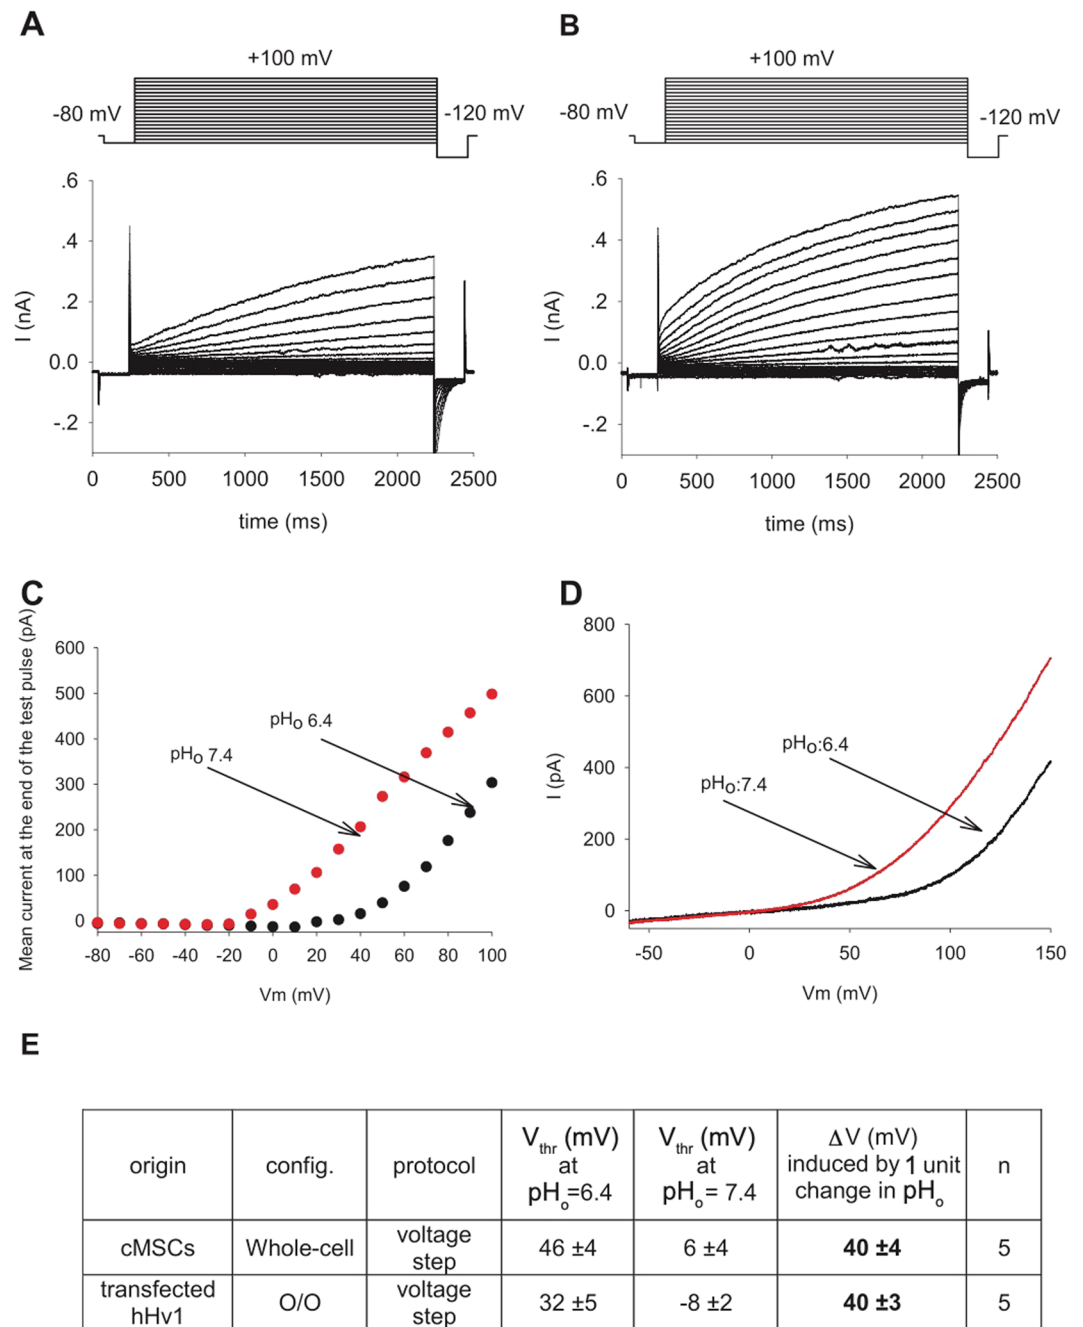 A
+100 mV
-80 mV
-120 mV
.6
.4
.2
0.0
-.2
I (nA)
0 500 1000 1500 2000 2500
time (ms)
B
+100 mV
-80 mV
-120 mV
.6
.4
.2
0.0
-.2
I (nA)
0 500 1000 1500 2000 2500
time (ms)
C
Mean current at the end of the test pulse (pA)
600
500
400
300
200
100
0
pHo 6.4
pHo 7.4
-80 -60 -40 -20 0 20 40 60 80 100
Vm (mV)
D
800
600
400
200
0
I (pA)
pHo:6.4
pHo:7.4
-50 0 50 100 150
Vm (mV)
E
origin config. protocol Vthr (mV) at pHo=6.4 Vthr (mV) at pHo= 7.4 ΔV (mV) induced by 1 unit change in pHo n
cMSCs Whole-cell voltage step 46 ±4 6 ±4 40 ±4 5
transfected hHv1 O/O voltage step 32 ±5 -8 ±2 40 ±3 5